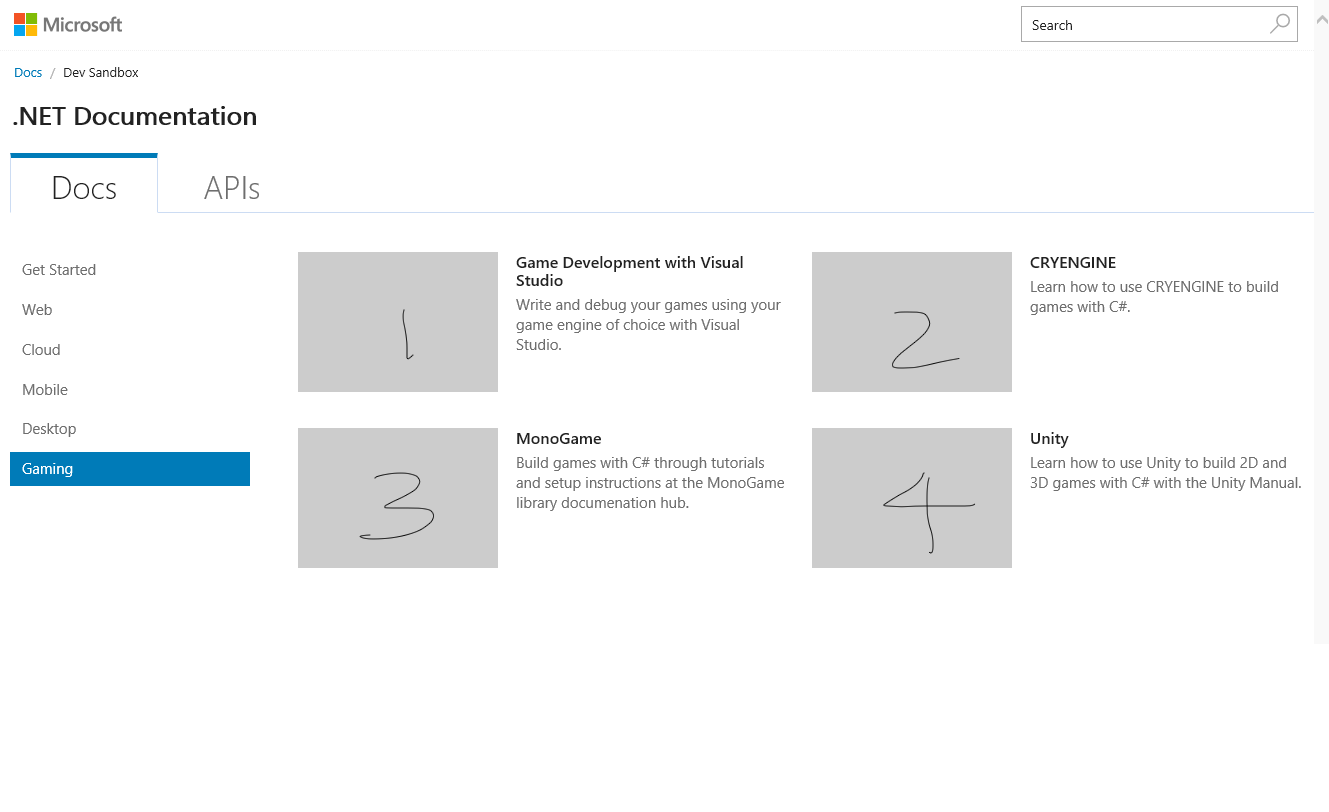 Microsoft
Search
Docs / Dev Sandbox
.NET Documentation
Docs
APIs
Get Started
Web
Cloud
Mobile
Desktop
Gaming
1
Game Development with Visual
Studio
Write and debug your games using your
game engine of choice with Visual
Studio.
2
CRYENGINE
Learn how to use CRYENGINE to build
games with C#.
3
MonoGame
Build games with C# through tutorials
and setup instructions at the MonoGame
library documenation hub.
4
Unity
Learn how to use Unity to build 2D and
3D games with C# with the Unity Manual.